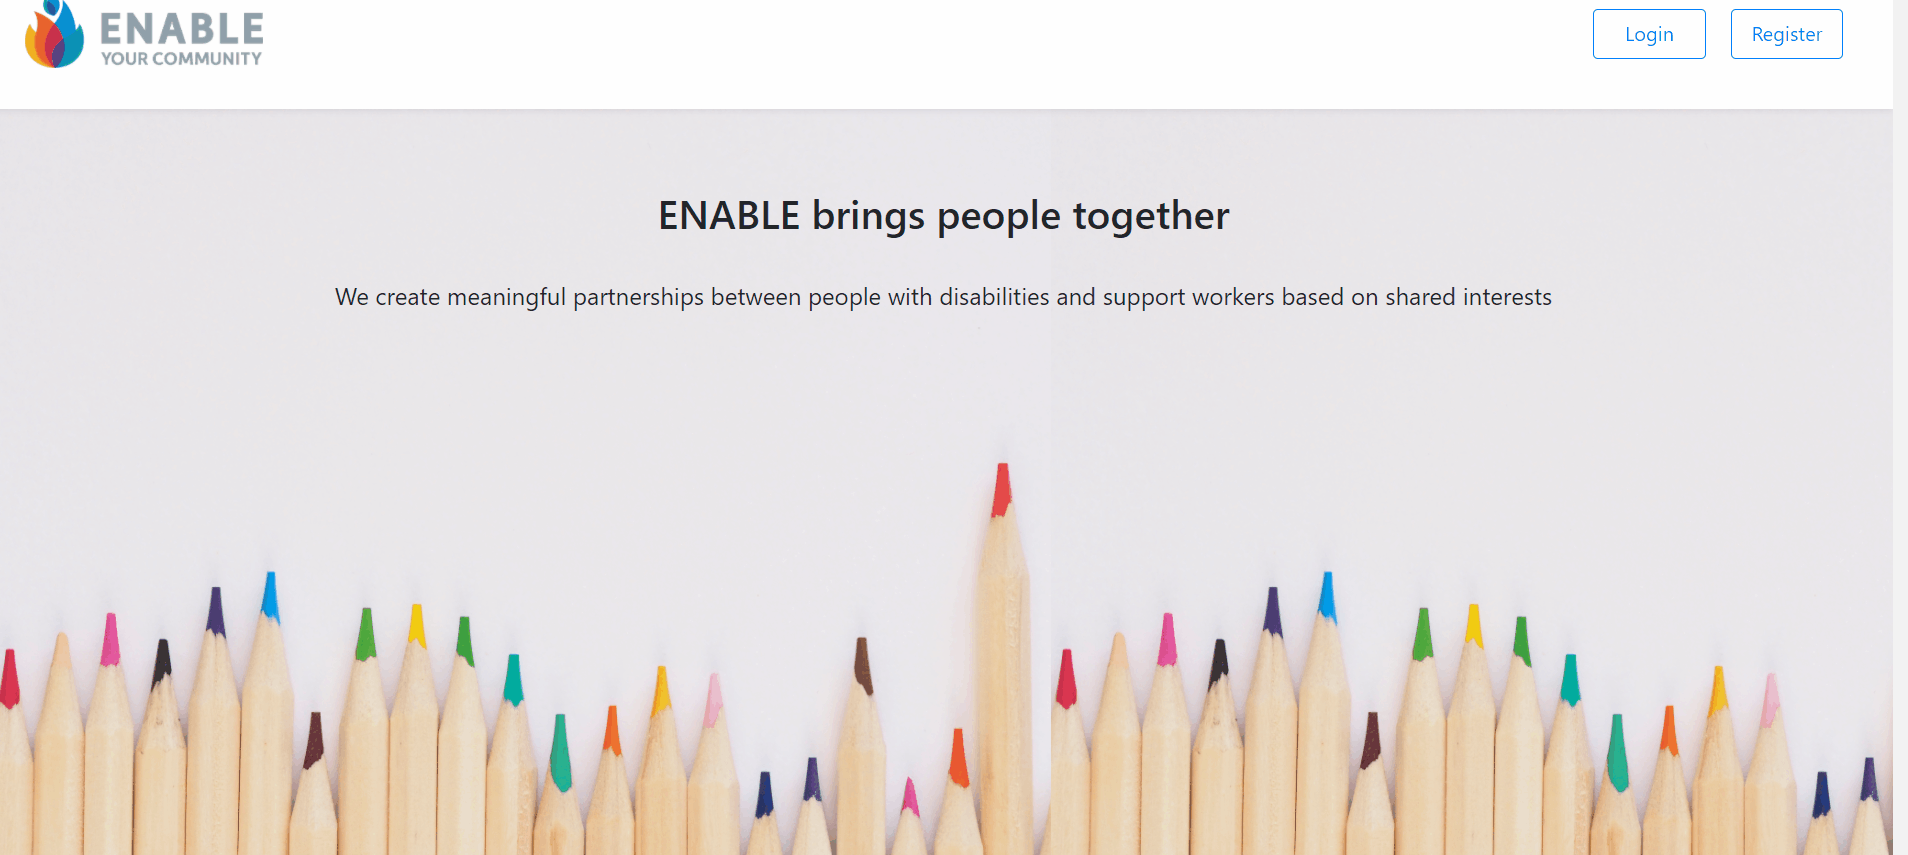 ENABLE
YOUR COMMUNITY
Login
Register
ENABLE brings people together
We create meaningful partnerships between people with disabilities and support workers based on shared interests